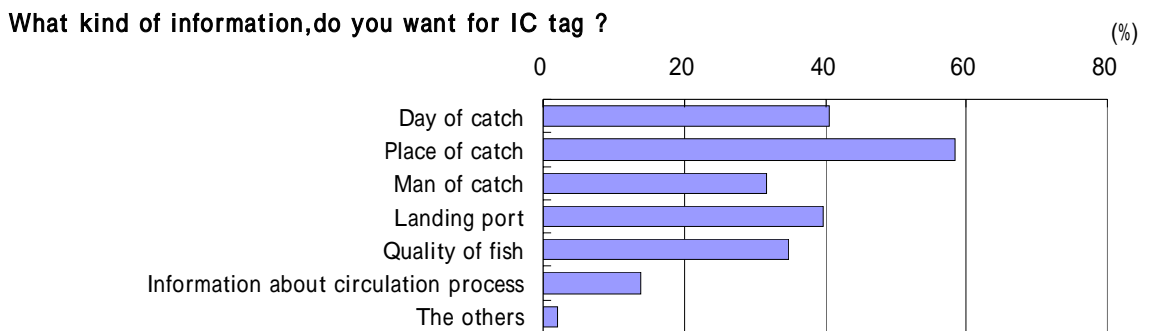 What kind of information,do you want for IC tag ?
(%)
0 20 40 60 80
Day of catch
Place of catch
Man of catch
Landing port
Quality of fish
Information about circulation process
The others